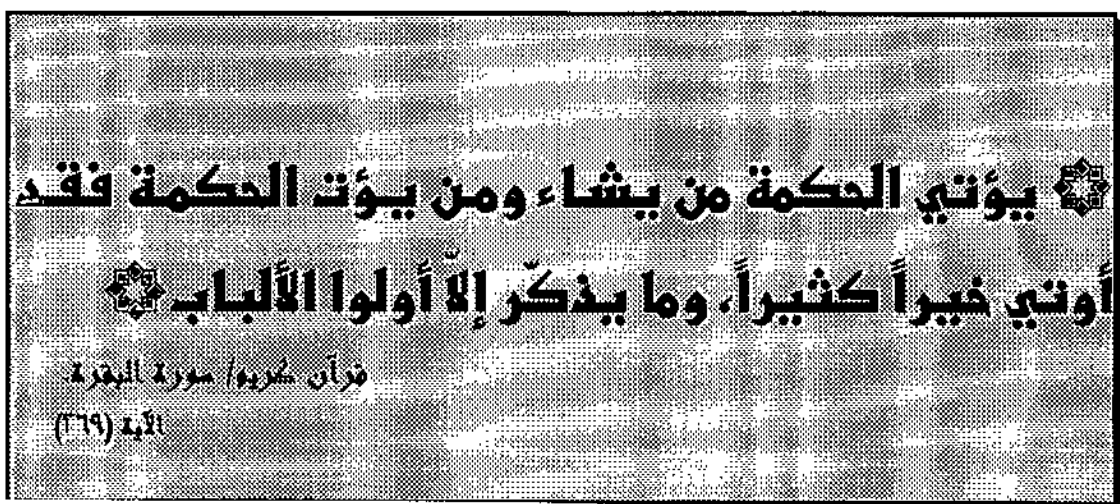 يؤتي الحكمة من يشاء ومن يؤت الحكمة فقد
أوتي خيراً كثيراً، وما يذكّر إلاّ أولوا الألباب
قرآن كريم/ سورة البقرة،
الآية (٢٦٩)